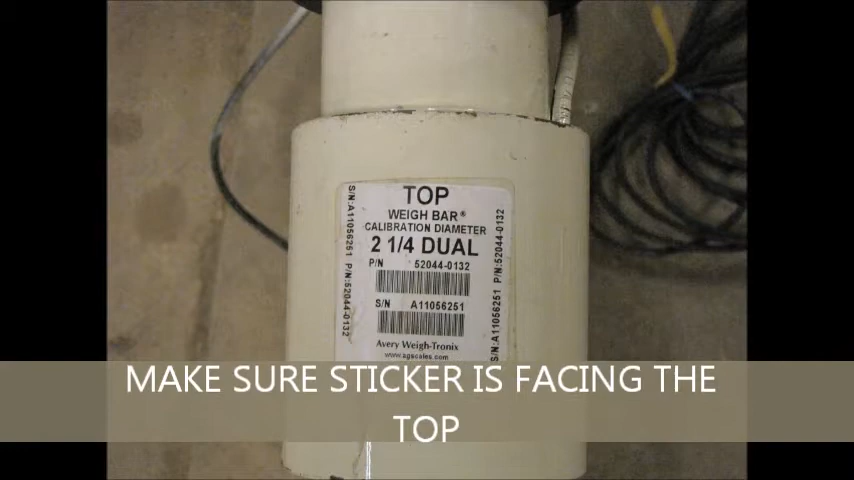 TOP
WEIGH BAR®
CALIBRATION DIAMETER
2 1/4 DUAL
P/N 52044-0132
S/N A11056251
Avery Weigh-Tronix
www.agscales.com
S/N:A11056251 P/N:52044-0132
S/N:A11056251 P/N:52044-0132
MAKE SURE STICKER IS FACING THE
TOP